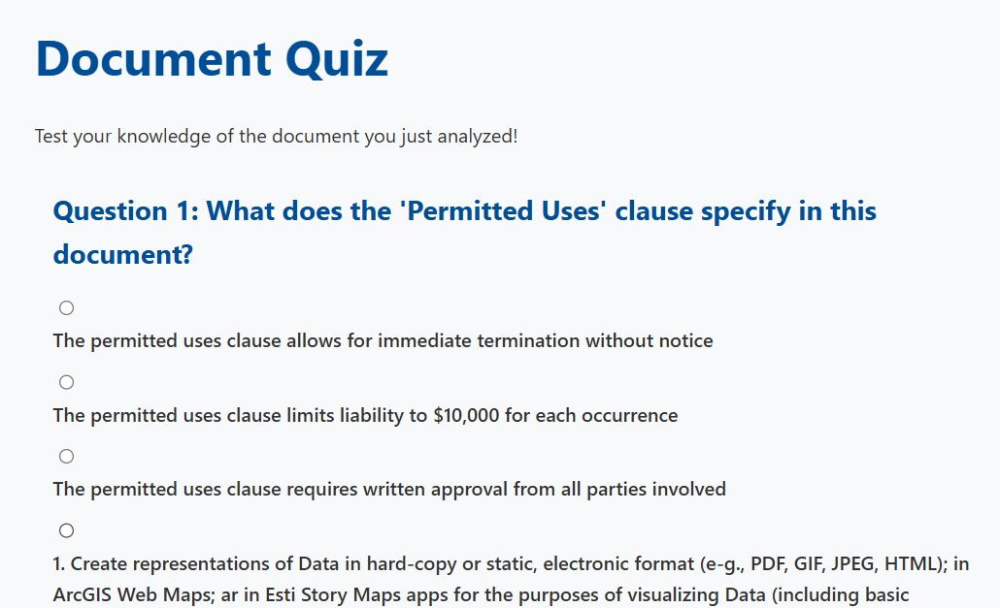 Document Quiz
Test your knowledge of the document you just analyzed!
Question 1: What does the 'Permitted Uses' clause specify in this
document?
The permitted uses clause allows for immediate termination without notice
The permitted uses clause limits liability to $10,000 for each occurrence
The permitted uses clause requires written approval from all parties involved
1. Create representations of Data in hard-copy or static, electronic format (e-g., PDF, GIF, JPEG, HTML); in
ArcGIS Web Maps; ar in Esti Story Maps apps for the purposes of visualizing Data (including basic